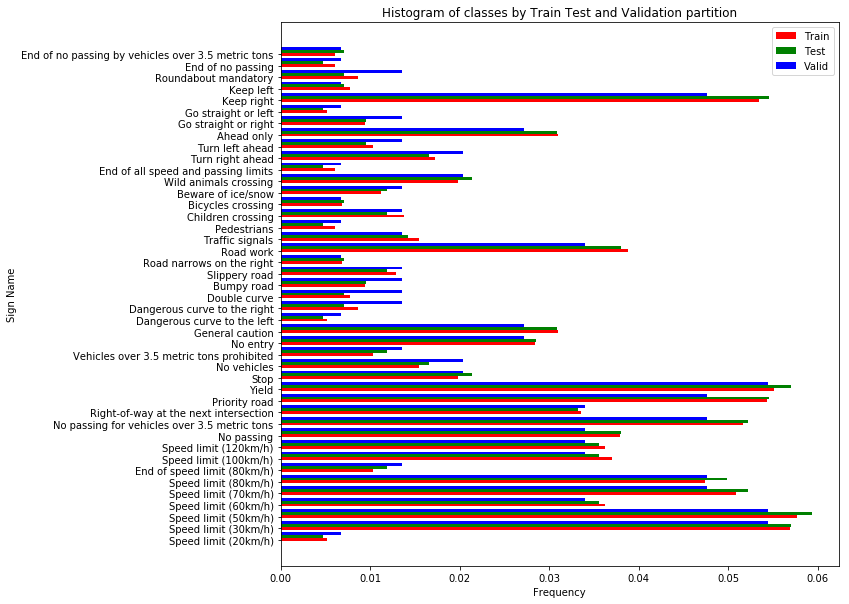 Histogram of classes by Train Test and Validation partition
Train
Test
Valid
Sign Name
End of no passing by vehicles over 3.5 metric tons
End of no passing
Roundabout mandatory
Keep left
Keep right
Go straight or left
Go straight or right
Ahead only
Turn left ahead
Turn right ahead
End of all speed and passing limits
Wild animals crossing
Beware of ice/snow
Bicycles crossing
Children crossing
Pedestrians
Traffic signals
Road work
Road narrows on the right
Slippery road
Bumpy road
Double curve
Dangerous curve to the right
Dangerous curve to the left
General caution
No entry
Vehicles over 3.5 metric tons prohibited
No vehicles
Stop
Yield
Priority road
Right-of-way at the next intersection
No passing for vehicles over 3.5 metric tons
No passing
Speed limit (120km/h)
Speed limit (100km/h)
End of speed limit (80km/h)
Speed limit (80km/h)
Speed limit (70km/h)
Speed limit (60km/h)
Speed limit (50km/h)
Speed limit (30km/h)
Speed limit (20km/h)
0.00 0.01 0.02 0.03 0.04 0.05 0.06
Frequency